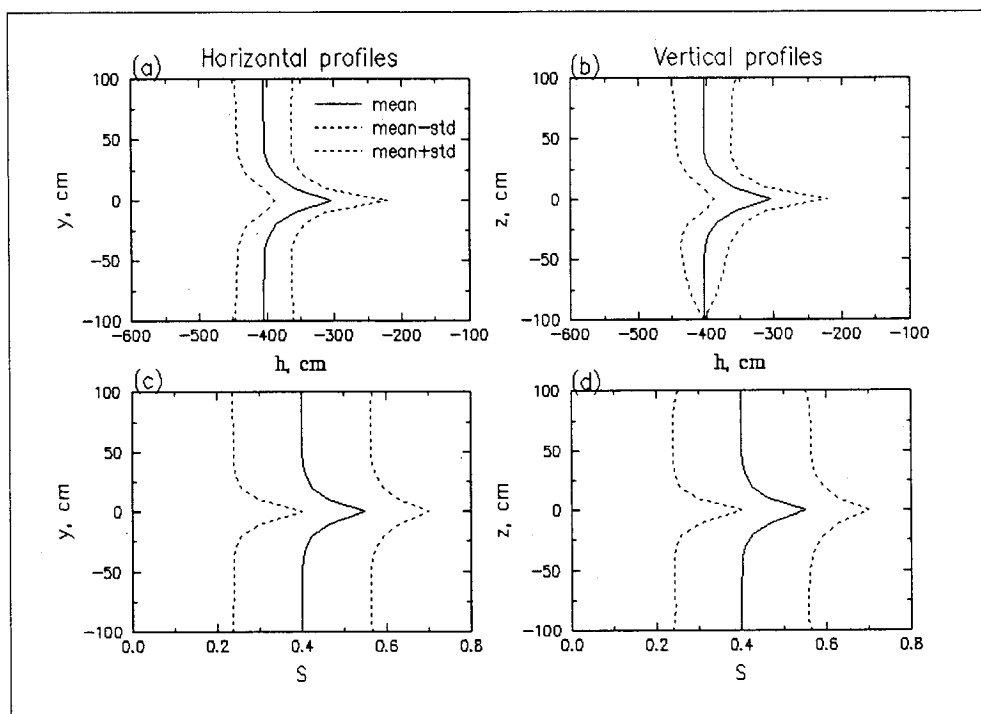 Horizontal profiles
Vertical profiles
(a)
(b)
100
50
0
−50
−100
y, cm
mean
mean−std
mean+std
−600
−500
−400
−300
−200
−100
h, cm
100
50
0
−50
−100
z, cm
−600
−500
−400
−300
−200
−100
h, cm
(c)
(d)
100
50
0
−50
−100
y, cm
0.0
0.2
0.4
0.6
0.8
S
100
50
0
−50
−100
z, cm
0.0
0.2
0.4
0.6
0.8
S